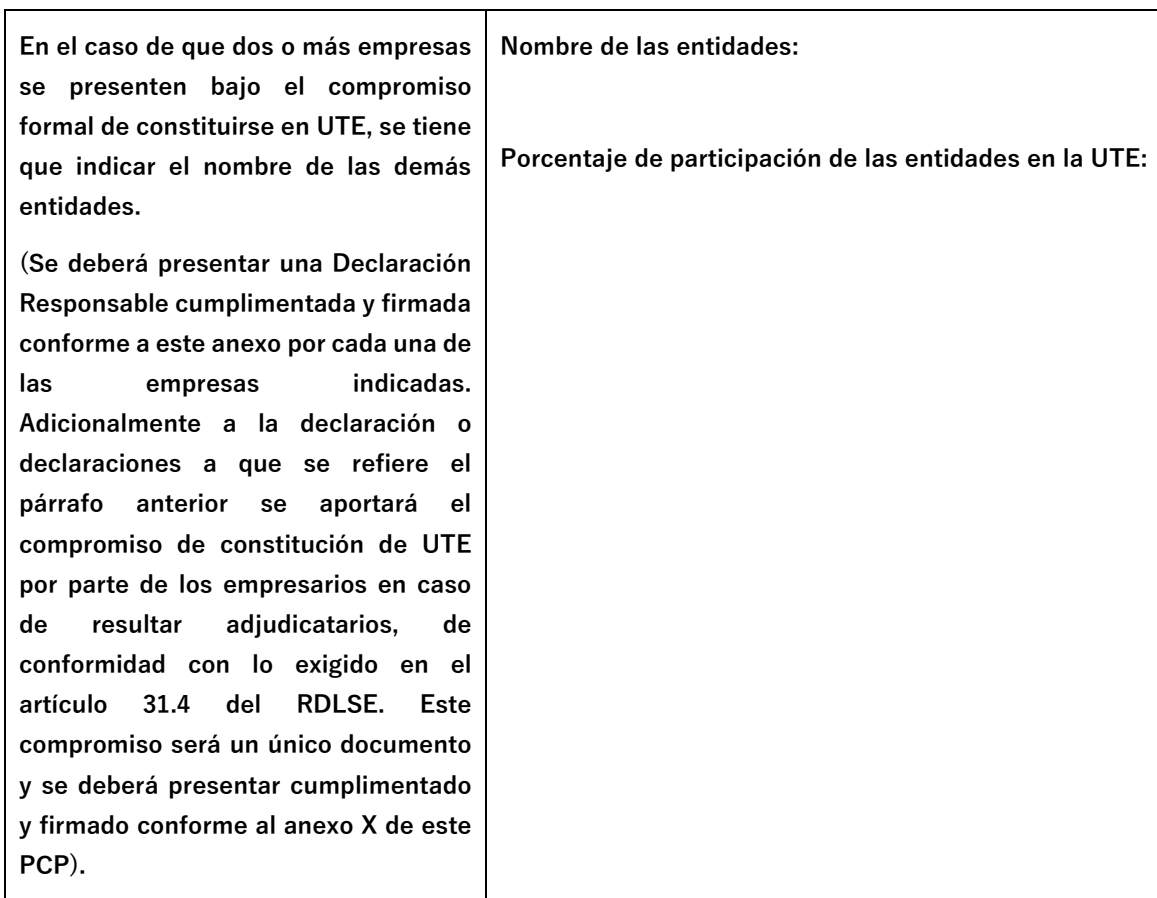 En el caso de que dos o más empresas
se presenten bajo el compromiso
formal de constituirse en UTE, se tiene
que indicar el nombre de las demás
entidades.
(Se deberá presentar una Declaración
Responsable cumplimentada y firmada
conforme a este anexo por cada una de
las empresas indicadas.
Adicionalmente a la declaración o
declaraciones a que se refiere el
párrafo anterior se aportará el
compromiso de constitución de UTE
por parte de los empresarios en caso
de resultar adjudicatarios, de
conformidad con lo exigido en el
artículo 31.4 del RDLSE. Este
compromiso será un único documento
y se deberá presentar cumplimentado
y firmado conforme al anexo X de este
PCP).
Nombre de las entidades:
Porcentaje de participación de las entidades en la UTE: